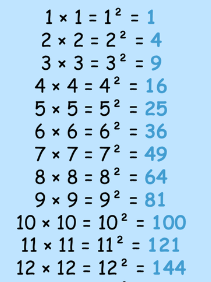 1 × 1 = 1² = 1
2 × 2 = 2² = 4
3 × 3 = 3² = 9
4 × 4 = 4² = 16
5 × 5 = 5² = 25
6 × 6 = 6² = 36
7 × 7 = 7² = 49
8 × 8 = 8² = 64
9 × 9 = 9² = 81
10 × 10 = 10² = 100
11 × 11 = 11² = 121
12 × 12 = 12² = 144